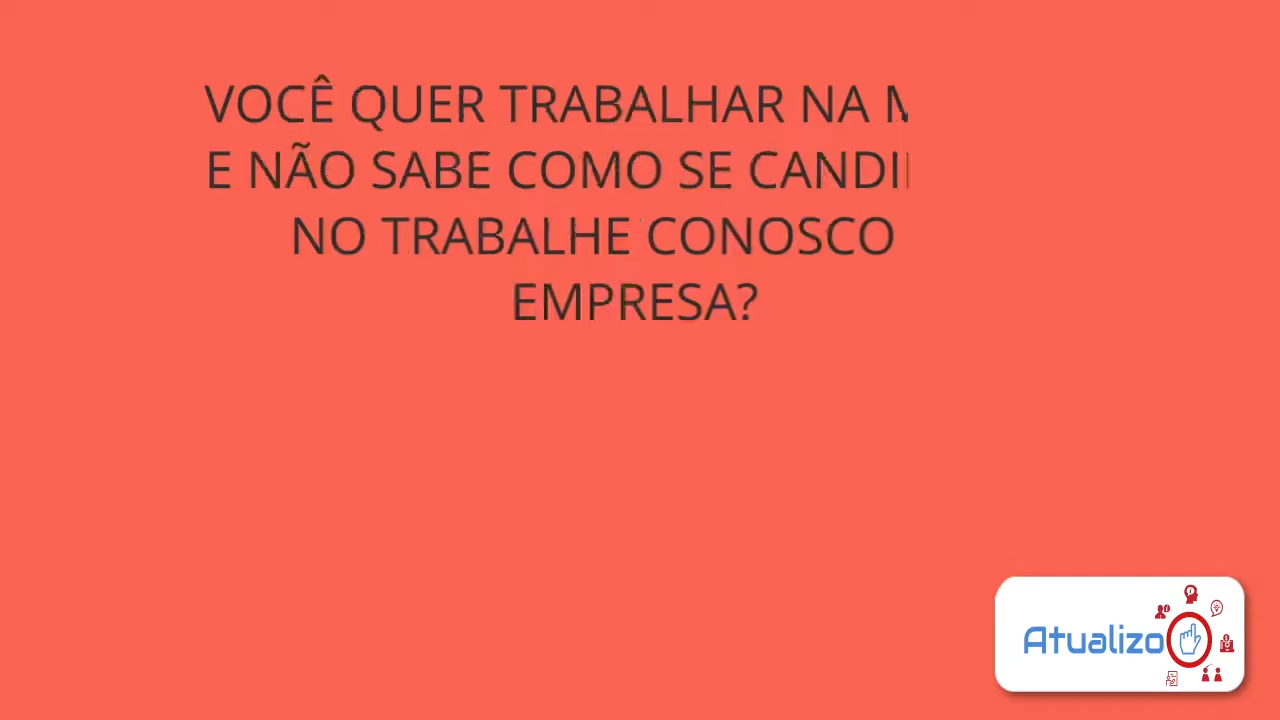 VOCÊ QUER TRABALHAR NA
E NÃO SABE COMO SE
NO TRABALHE CONOSCO
EMPRESA?
Atualizo